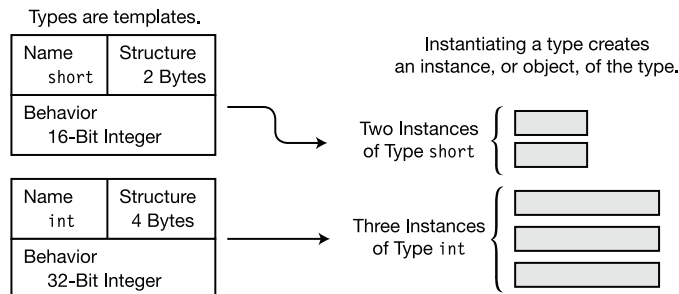 Types are templates.
Name
short
Structure
2 Bytes
Behavior
16-Bit Integer
Name
int
Structure
4 Bytes
Behavior
32-Bit Integer
Instantiating a type creates
an instance, or object, of the type.
Two Instances
of Type short
Three Instances
of Type int